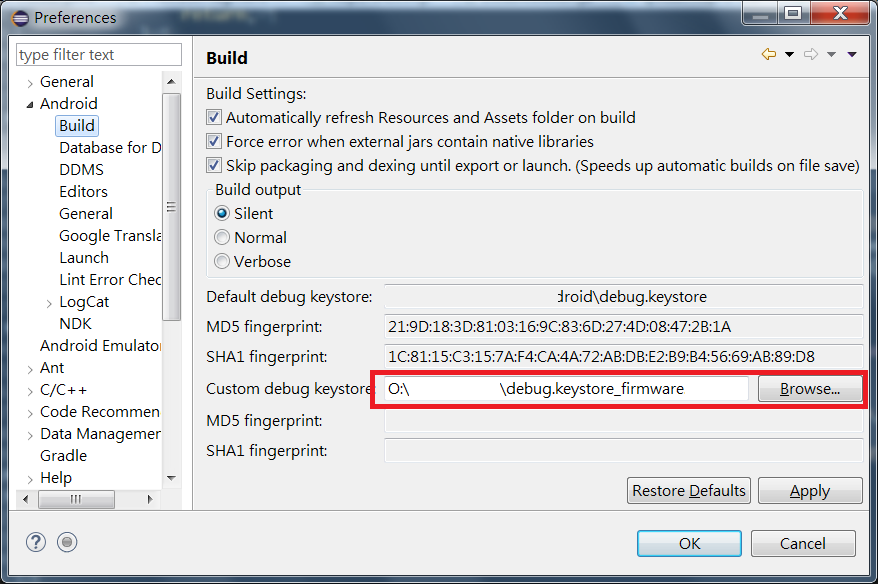 Preferences
type filter text
General
Android
Build
Database for D
DDMS
Editors
General
Google Transla
Launch
Lint Error Chec
LogCat
NDK
Android Emulator
Ant
C/C++
Code Recommen
Data Managemen
Gradle
Help
Build
Build Settings:
Automatically refresh Resources and Assets folder on build
Force error when external jars contain native libraries
Skip packaging and dexing until export or launch. (Speeds up automatic builds on file save)
Build output
Silent
Normal
Verbose
Default debug keystore: droid\debug.keystore
MD5 fingerprint: 21:9D:18:3D:81:03:16:9C:83:6D:27:4D:08:47:2B:1A
SHA1 fingerprint: 1C:81:15:C3:15:7A:F4:CA:4A:72:AB:DB:E2:B9:B4:56:69:AB:89:D8
Custom debug keystore: O:\ \debug.keystore_firmware Browse...
MD5 fingerprint:
SHA1 fingerprint:
Restore Defaults Apply
OK Cancel